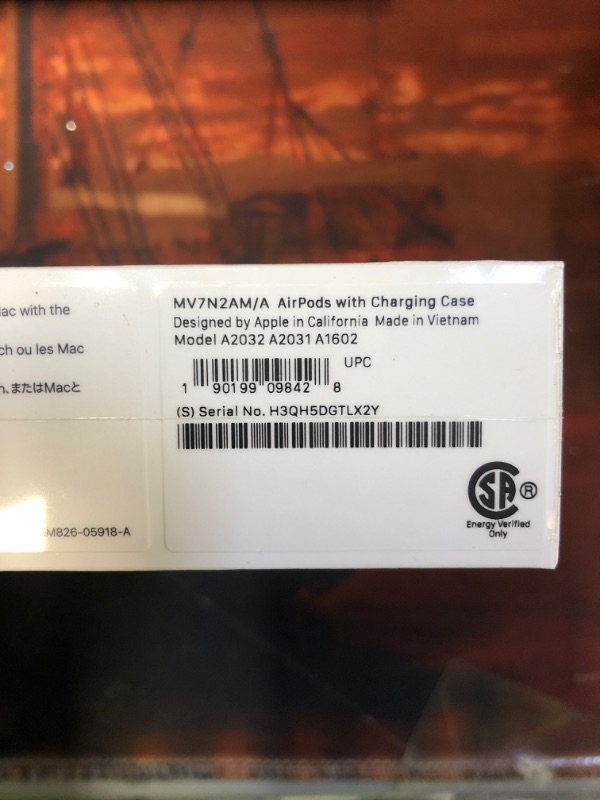 Mac with the
ch ou les Mac
n、またはMacと
M826-05918-A
MV7N2AM/A AirPods with Charging Case
Designed by Apple in California Made in Vietnam
Model A2032 A2031 A1602
UPC
1 90199 09842 8
(S) Serial No. H3QH5DGTLX2Y
SA ®
Energy Verified
Only